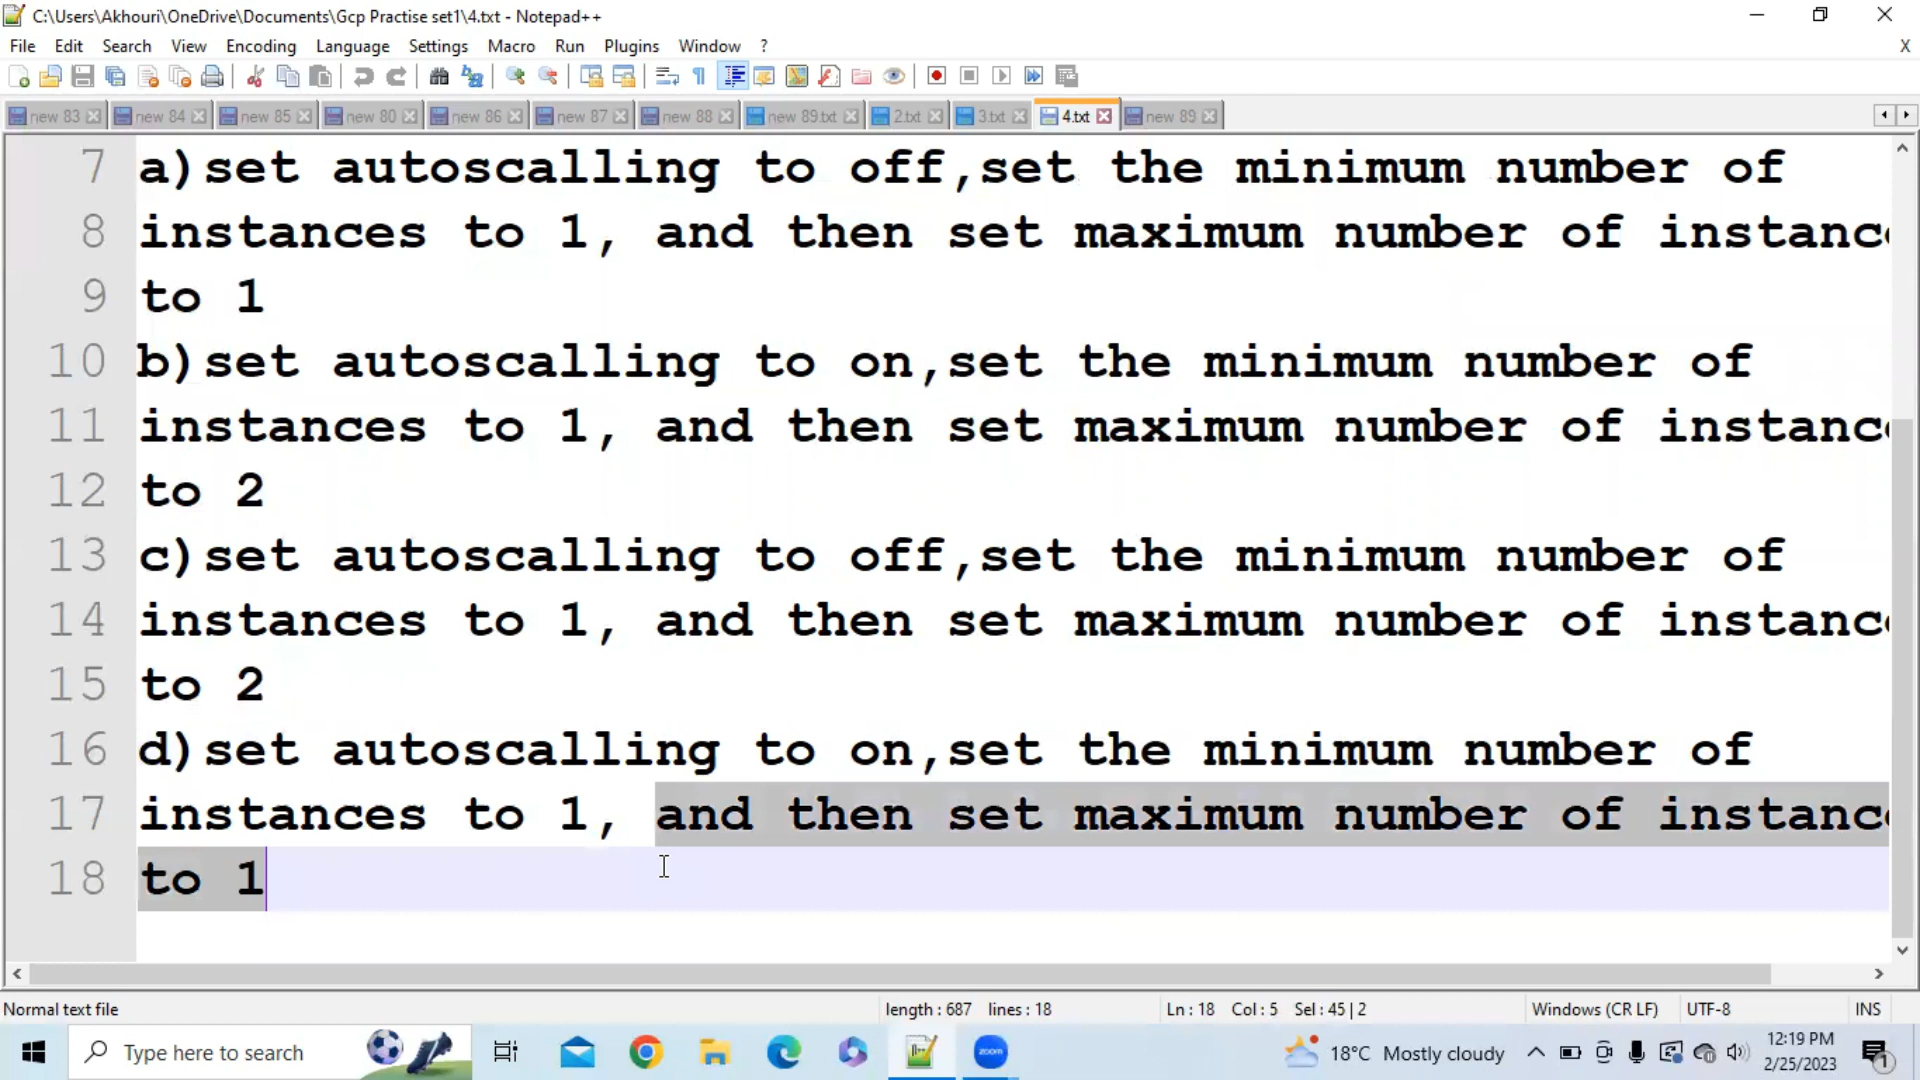 C:\Users\Akhouri\OneDrive\Documents\Gcp Practise set1\4.txt - Notepad++
File Edit Search View Encoding Language Settings Macro Run Tools Plugins Window ? X
new 83 new 84 new 85 new 80 new 86 new 87 new 88 new 89.txt 2.txt 3.txt 4.txt new 89
7 a)set autoscalling to off,set the minimum number of
8 instances to 1, and then set maximum number of instance
9 to 1
10 b)set autoscalling to on,set the minimum number of
11 instances to 1, and then set maximum number of instance
12 to 2
13 c)set autoscalling to off,set the minimum number of
14 instances to 1, and then set maximum number of instance
15 to 2
16 d)set autoscalling to on,set the minimum number of
17 instances to 1, and then set maximum number of instance
18 to 1
Normal text file length : 687 lines : 18 Ln : 18 Col : 5 Sel : 45 | 2 Windows (CR LF) UTF-8 INS
Type here to search zoom 18°C Mostly cloudy 12:19 PM
2/25/2023 1